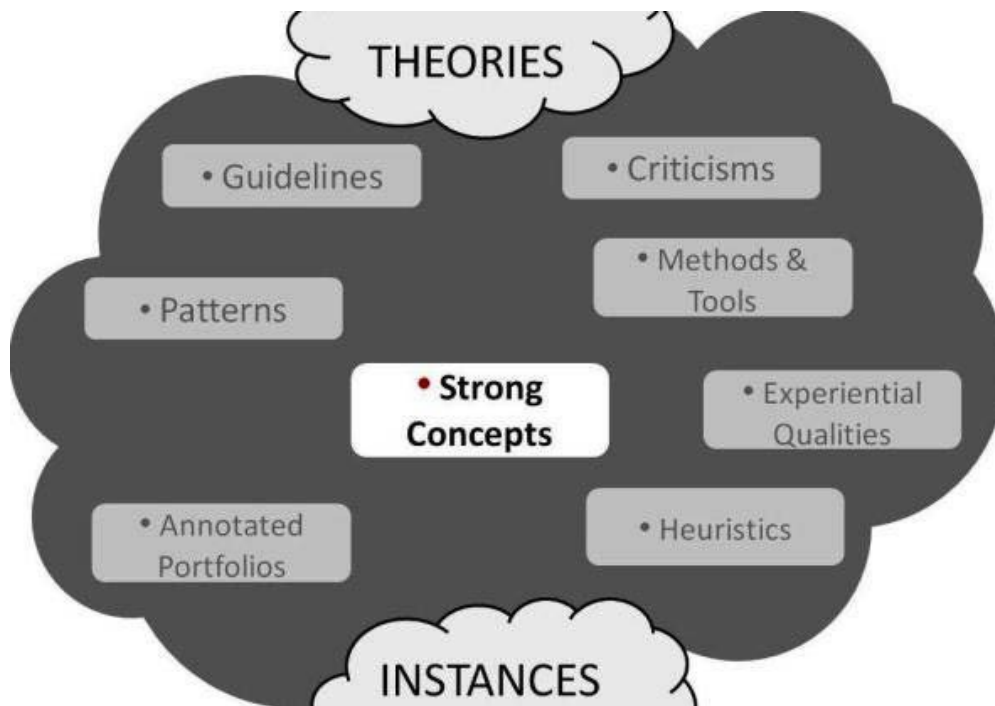 THEORIES
• Guidelines
• Criticisms
• Methods &
Tools
• Patterns
• Strong
Concepts
• Experiential
Qualities
• Annotated
Portfolios
• Heuristics
INSTANCES